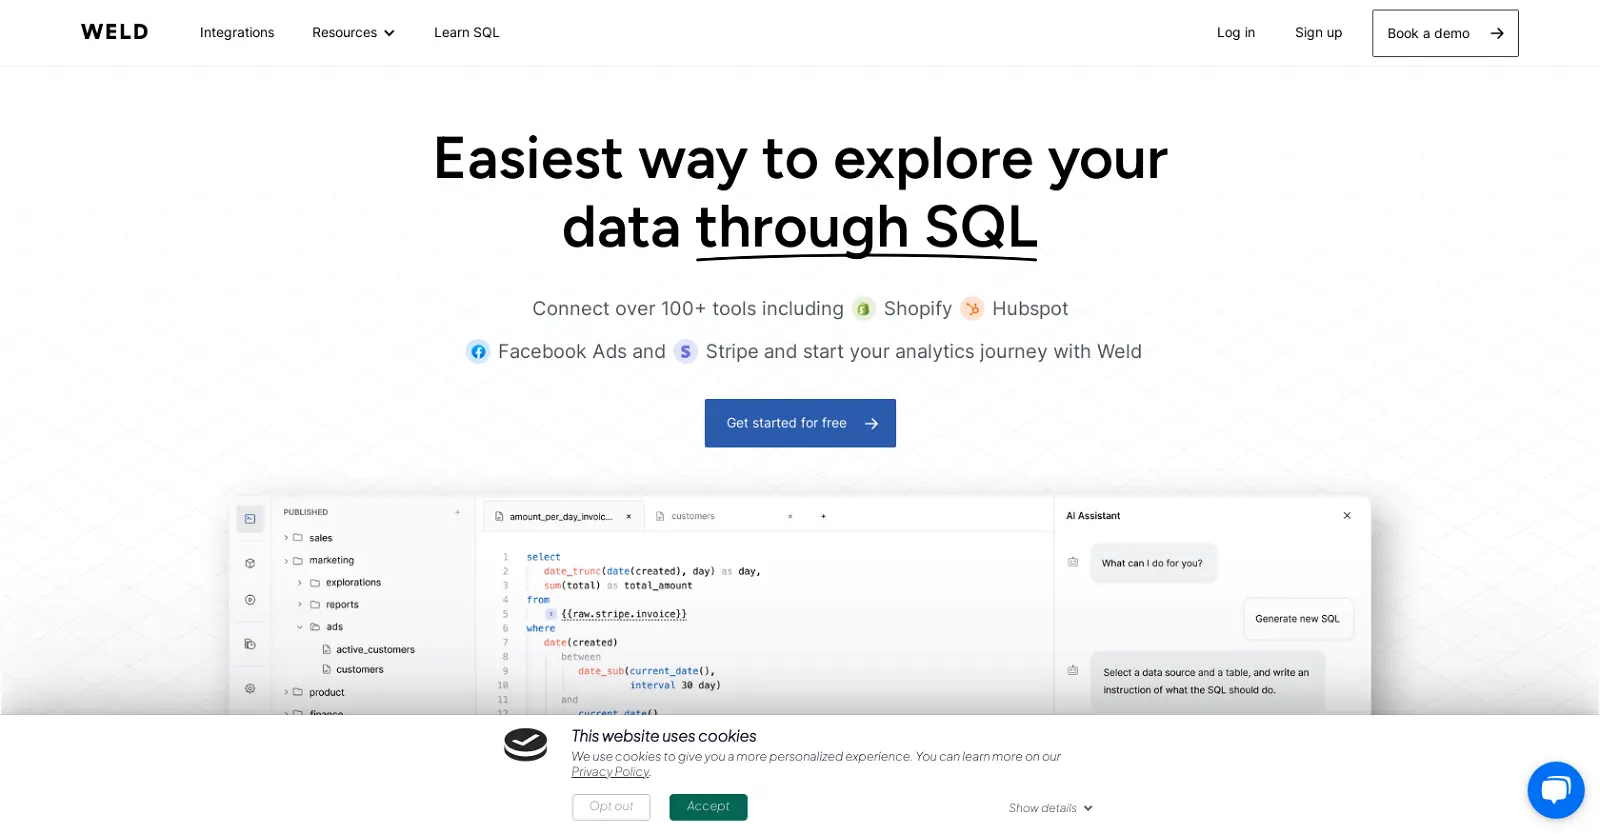 WELD
Integrations
Resources
Learn SQL
Log in
Sign up
Book a demo
Easiest way to explore your
data through SQL
Connect over 100+ tools including Shopify Hubspot
Facebook Ads and Stripe and start your analytics journey with Weld
Get started for free
PUBLISHED +
sales
marketing
explorations
reports
ads
active_customers
customers
product
finance
amount_per_day_invoic... ×
customers ×
+
1 select
2 date_trunc(date(created), day) as day,
3 sum(total) as total_amount
4 from
5 {{raw.stripe.invoice}}
6 where
7 date(created)
8 between
9 date_sub(current_date(),
10 interval 30 day)
11 and
12 current_date()
AI Assistant
What can I do for you?
Generate new SQL
Select a data source and a table, and write an
instruction of what the SQL should do.
This website uses cookies
We use cookies to give you a more personalized experience. You can learn more on our
Privacy Policy.
Opt out
Accept
Show details